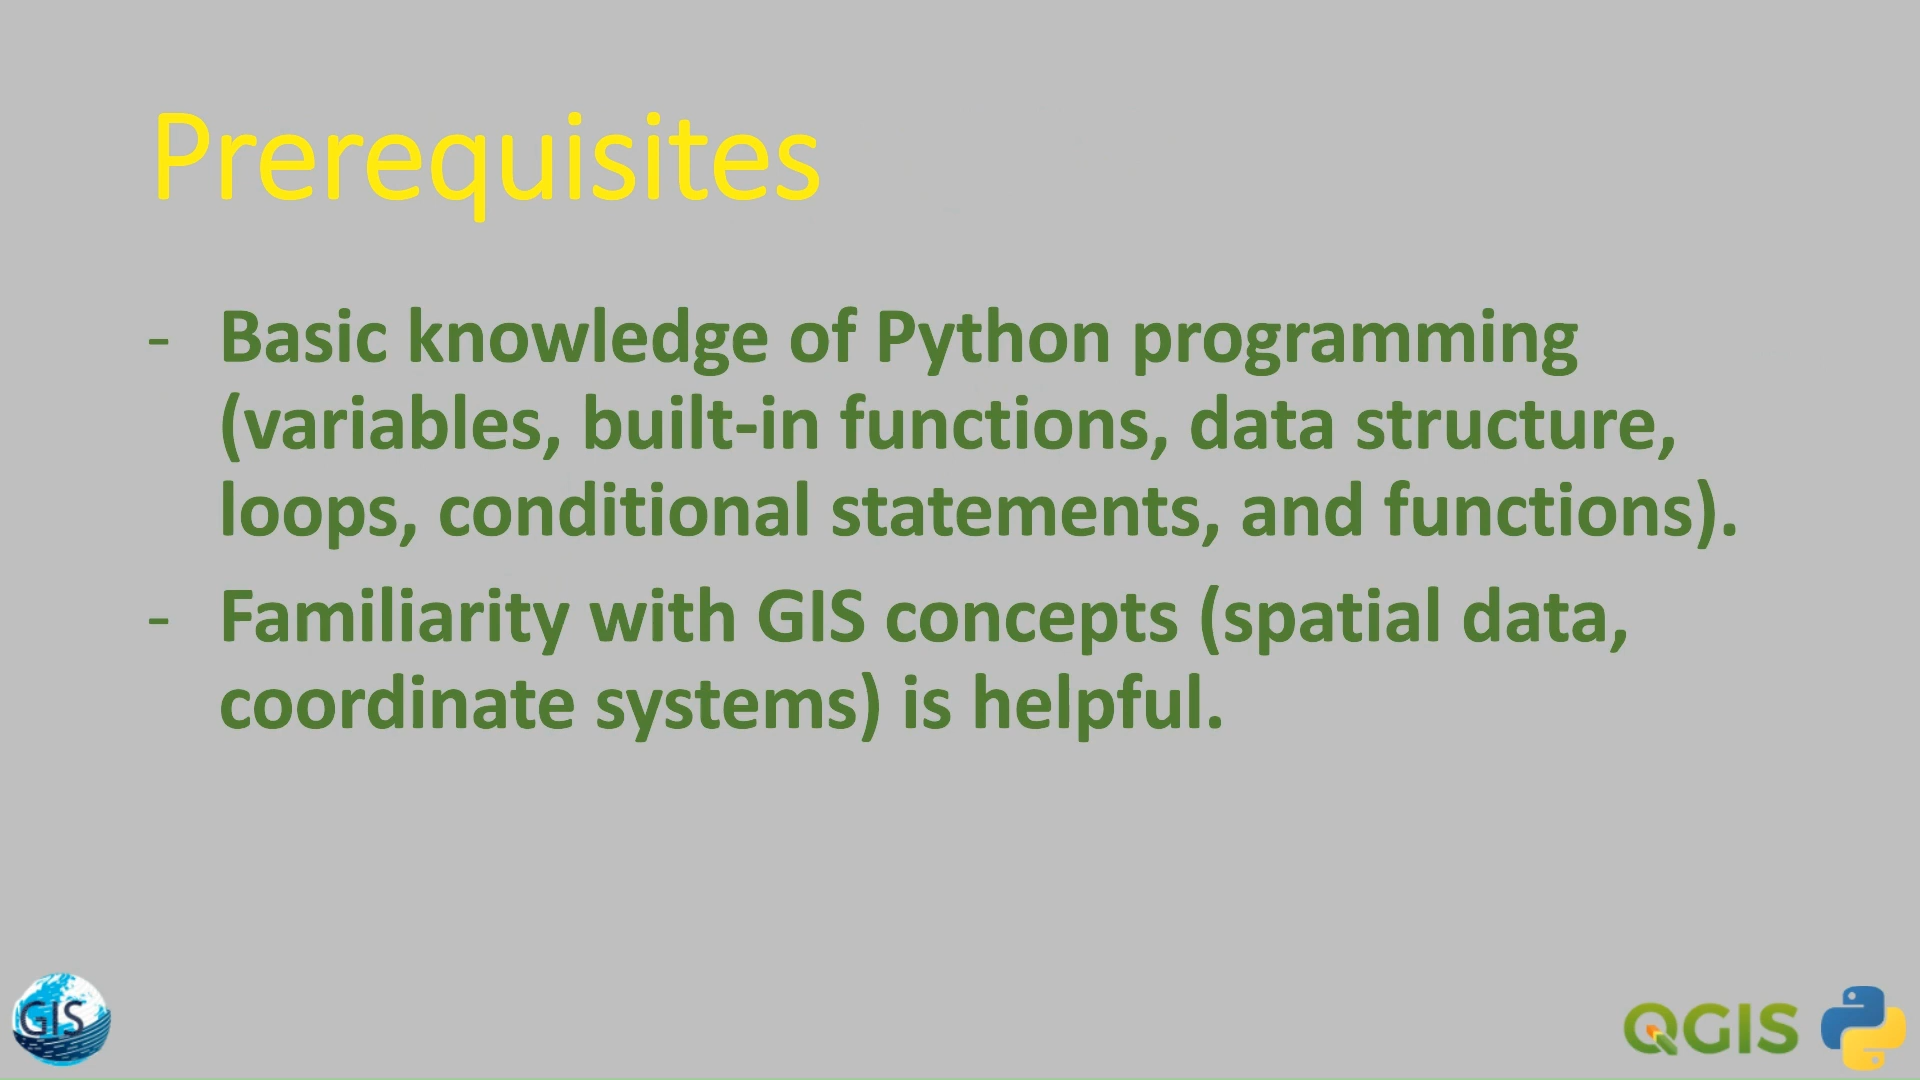 Prerequisites
- Basic knowledge of Python programming
(variables, built-in functions, data structure,
loops, conditional statements, and functions).
- Familiarity with GIS concepts (spatial data,
coordinate systems) is helpful.
GIS
QGIS